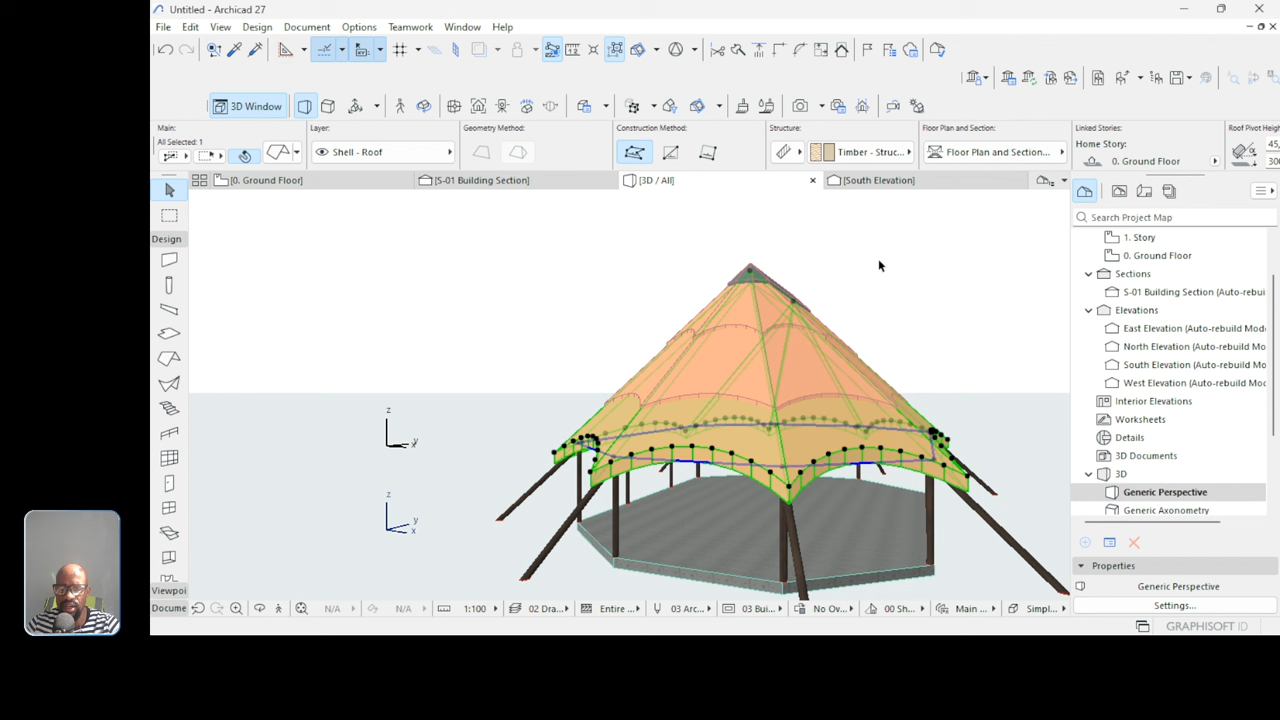 Untitled - Archicad 27
File Edit View Design Document Options Teamwork Window Help
3D Window
Main:
All Selected: 1
Layer:
Shell - Roof
Geometry Method:
Construction Method:
Structure:
Timber - Struc...
Floor Plan and Section:
Floor Plan and Section...
Linked Stories:
Home Story:
0. Ground Floor
Roof Pivot Heig
45,
300
[0. Ground Floor]
[S-01 Building Section]
[3D / All]
[South Elevation]
Design
Search Project Map
1. Story
0. Ground Floor
Sections
S-01 Building Section (Auto-rebui
Elevations
East Elevation (Auto-rebuild Mod
North Elevation (Auto-rebuild Mo
South Elevation (Auto-rebuild Mo
West Elevation (Auto-rebuild Moc
Interior Elevations
Worksheets
Details
3D Documents
3D
Generic Perspective
Generic Axonometry
z
y
z
y
x
Properties
Generic Perspective
Settings...
Viewpoi
Docume
N/A
N/A
1:100
02 Dra...
Entire ...
03 Arc...
03 Bui...
No Ov...
00 Sh...
Main ...
Simpl...
GRAPHISOFT ID